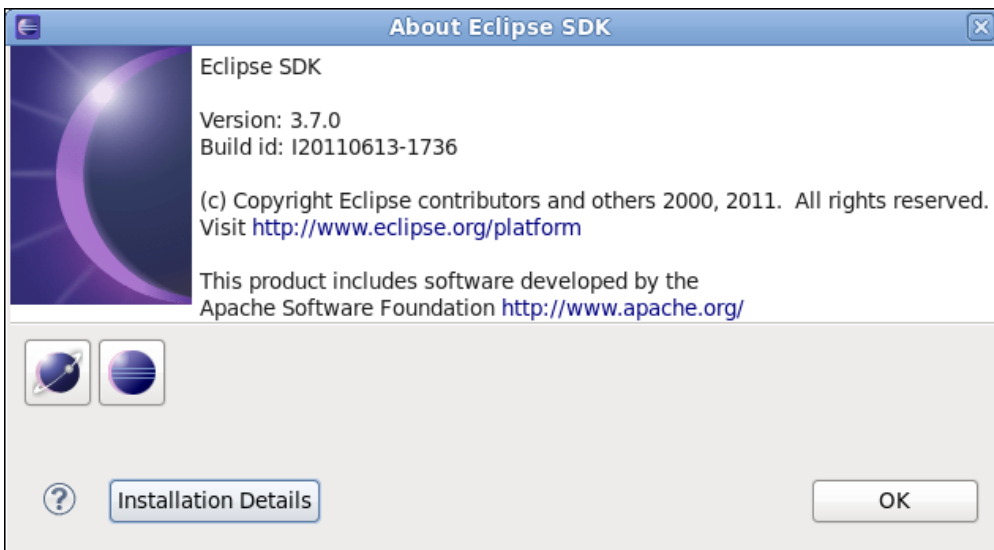 About Eclipse SDK
Eclipse SDK
Version: 3.7.0
Build id: I20110613-1736
(c) Copyright Eclipse contributors and others 2000, 2011.  All rights reserved.
Visit http://www.eclipse.org/platform
This product includes software developed by the
Apache Software Foundation http://www.apache.org/
? Installation Details OK